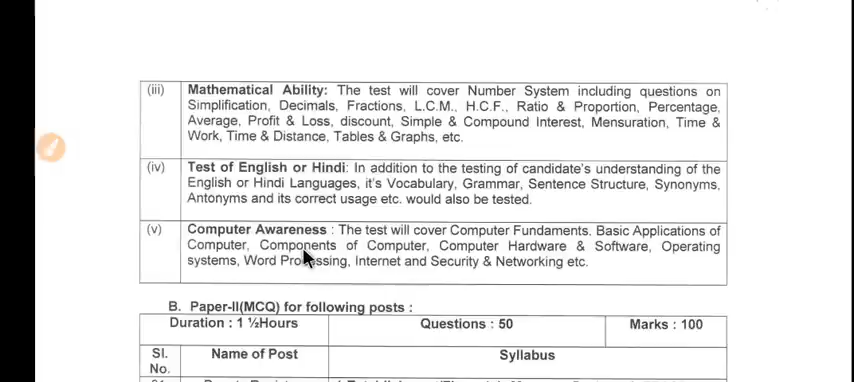 (iii) Mathematical Ability: The test will cover Number System including questions on
Simplification, Decimals, Fractions, L.C.M., H.C.F., Ratio & Proportion, Percentage,
Average, Profit & Loss, discount, Simple & Compound Interest, Mensuration, Time &
Work, Time & Distance, Tables & Graphs, etc.
(iv) Test of English or Hindi: In addition to the testing of candidate's understanding of the
English or Hindi Languages, it's Vocabulary, Grammar, Sentence Structure, Synonyms,
Antonyms and its correct usage etc. would also be tested.
(v) Computer Awareness : The test will cover Computer Fundaments, Basic Applications of
Computer, Components of Computer, Computer Hardware & Software, Operating
systems, Word Processing, Internet and Security & Networking etc.
B. Paper-II(MCQ) for following posts :
Duration : 1 ½Hours Questions : 50 Marks : 100
Sl. No. Name of Post Syllabus